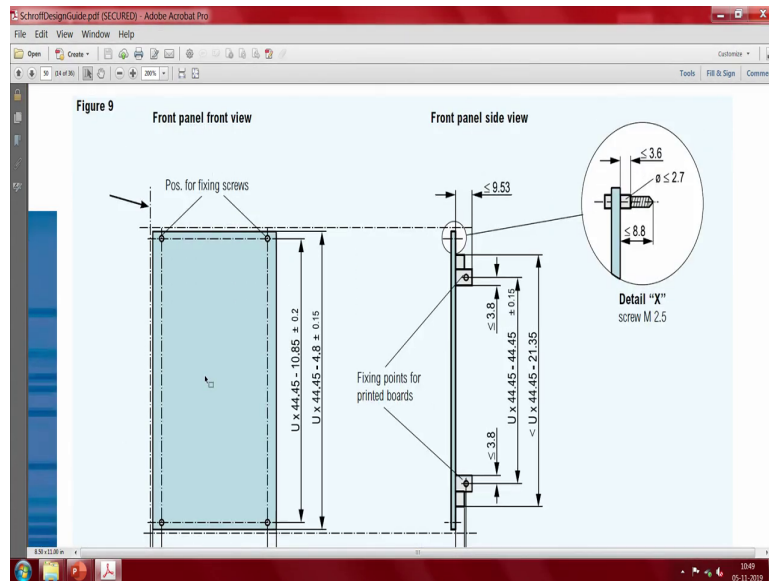 SchroffDesignGuide.pdf (SECURED) - Adobe Acrobat Pro
File Edit View Window Help
Open Create Customize
50 (14 of 36) 200% Tools Fill & Sign Comme
Figure 9
Front panel front view
Front panel side view
Pos. for fixing screws
≤ 9.53
≤ 3.6
ø ≤ 2.7
≤ 8.8
Detail “X”
screw M 2.5
U x 44.45 - 10.85 ± 0.2
U x 44.45 - 4.8 ± 0.15
Fixing points for
printed boards
≤ 3.8
≤ 3.8
U x 44.45 - 44.45 ± 0.15
< U x 44.45 - 21.35
8.50 x 11.00 in
10:49
05-11-2019